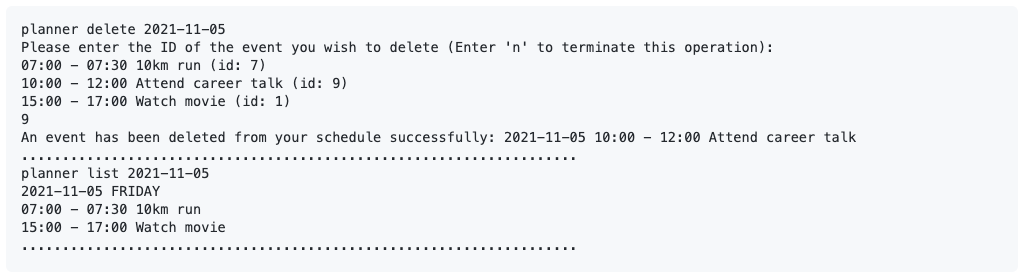 planner delete 2021-11-05
Please enter the ID of the event you wish to delete (Enter 'n' to terminate this operation):
07:00 - 07:30 10km run (id: 7)
10:00 - 12:00 Attend career talk (id: 9)
15:00 - 17:00 Watch movie (id: 1)
9
An event has been deleted from your schedule successfully: 2021-11-05 10:00 - 12:00 Attend career talk
....................................................................
planner list 2021-11-05
2021-11-05 FRIDAY
07:00 - 07:30 10km run
15:00 - 17:00 Watch movie
....................................................................